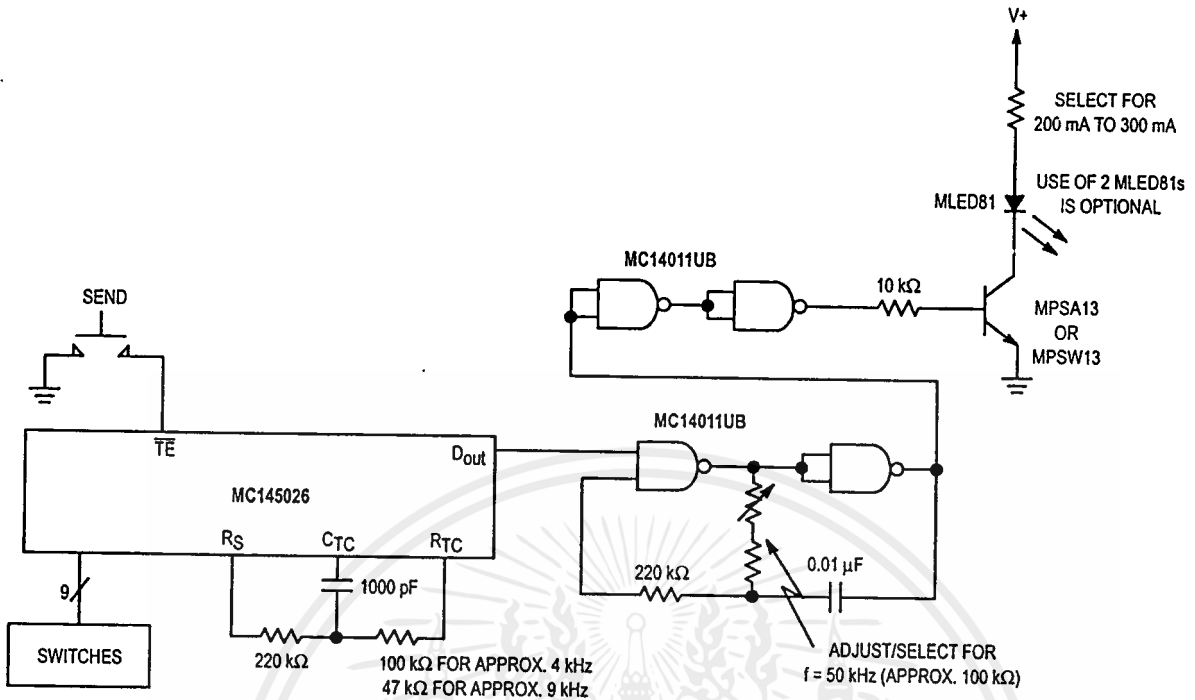 V+
SELECT FOR
200 mA TO 300 mA
MLED81
USE OF 2 MLED81s
IS OPTIONAL
MC14011UB
10 kΩ
MPSA13
OR
MPSW13
SEND
TE
Dout
MC145026
RS
CTC
RTC
MC14011UB
9
1000 pF
220 kΩ
100 kΩ FOR APPROX. 4 kHz
47 kΩ FOR APPROX. 9 kHz
SWITCHES
220 kΩ
0.01 µF
ADJUST/SELECT FOR
f = 50 kHz (APPROX. 100 kΩ)